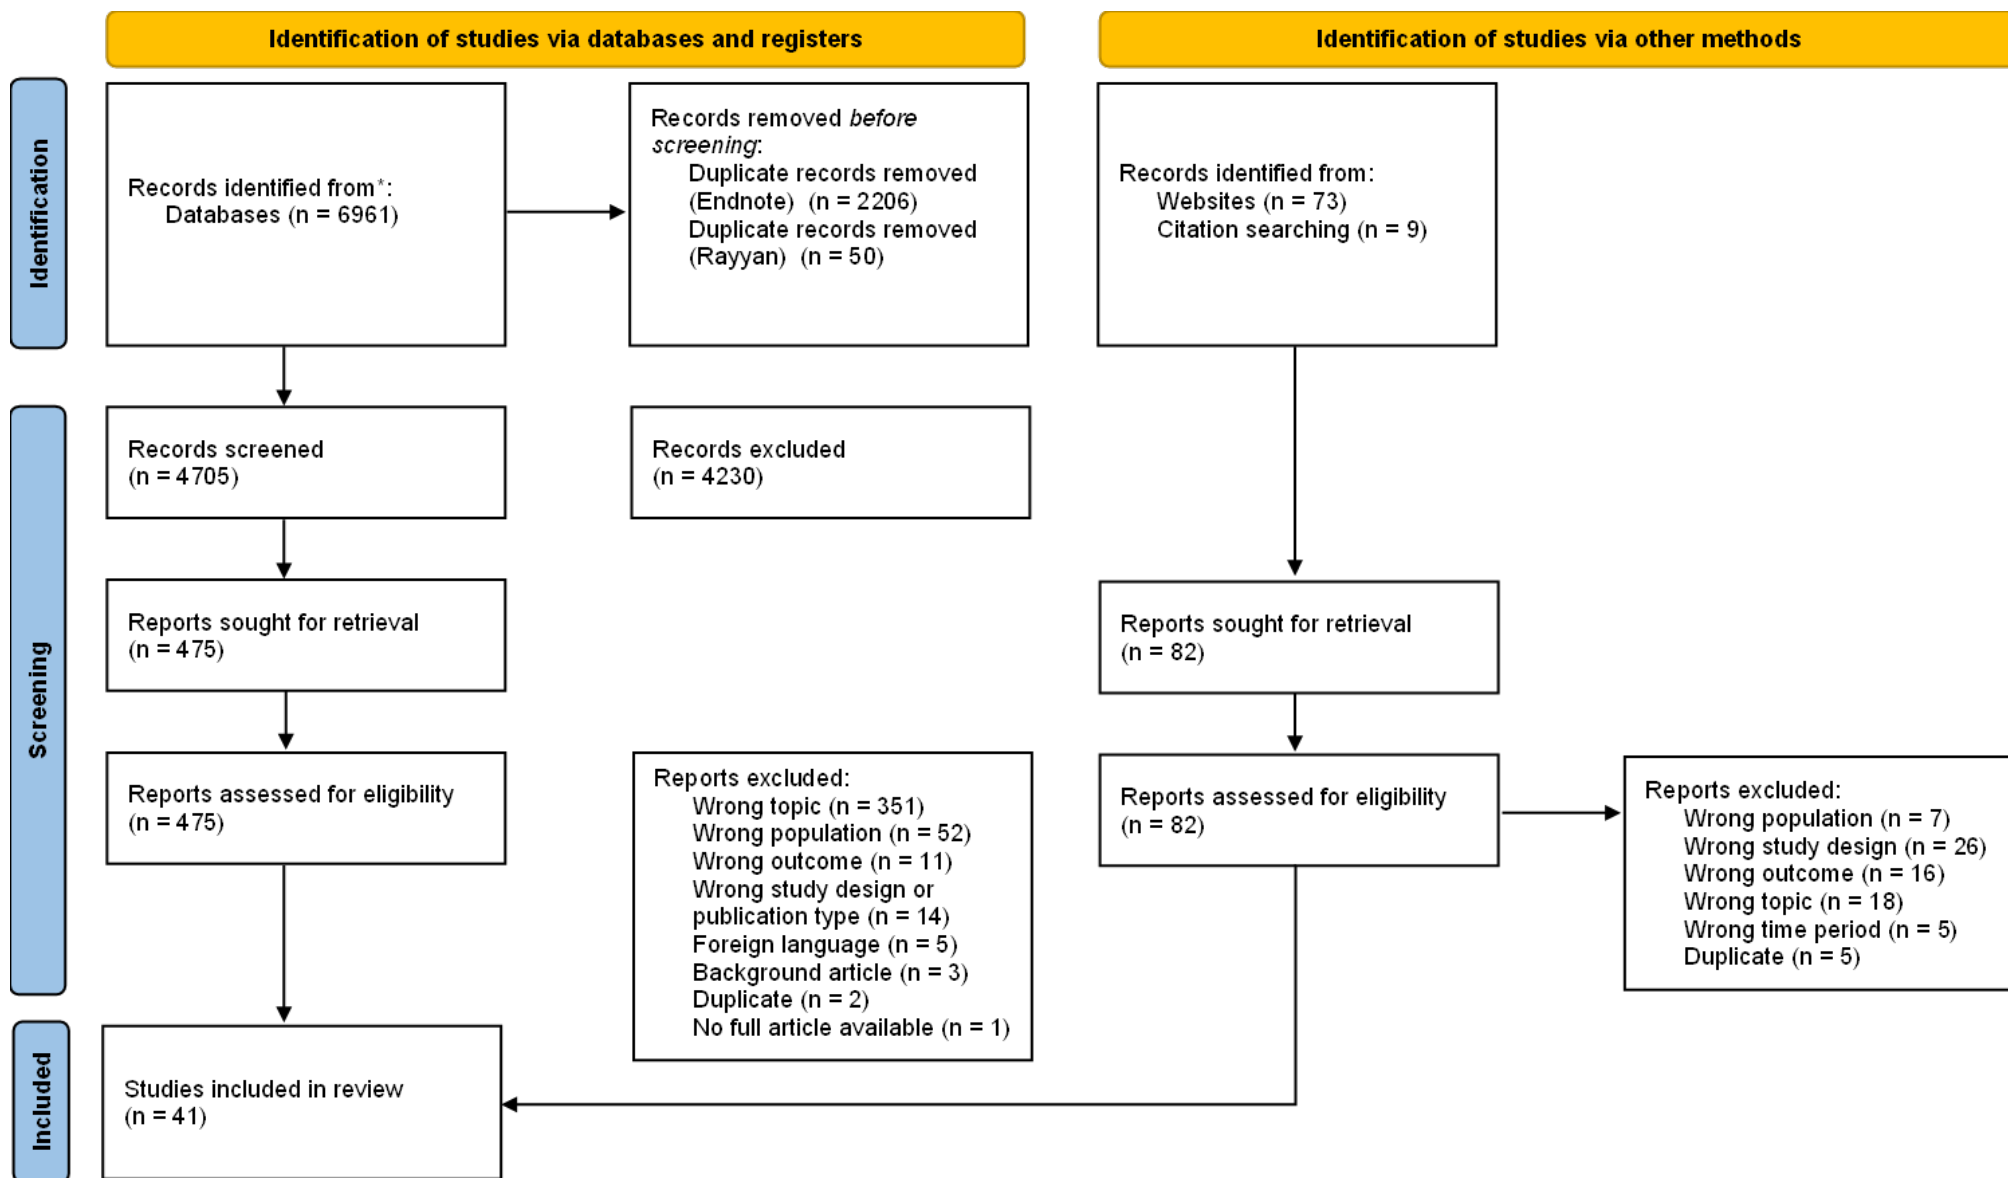 Identification of studies via databases and registers
Identification of studies via other methods
Identification
Records identified from*:
Databases (n = 6961)
Records removed before
screening:
Duplicate records removed
(Endnote) (n = 2206)
Duplicate records removed
(Rayyan) (n = 50)
Records identified from:
Websites (n = 73)
Citation searching (n = 9)
Screening
Records screened
(n = 4705)
Records excluded
(n = 4230)
Reports sought for retrieval
(n = 475)
Reports sought for retrieval
(n = 82)
Reports assessed for eligibility
(n = 475)
Reports excluded:
Wrong topic (n = 351)
Wrong population (n = 52)
Wrong outcome (n = 11)
Wrong study design or
publication type (n = 14)
Foreign language (n = 5)
Background article (n = 3)
Duplicate (n = 2)
No full article available (n = 1)
Reports assessed for eligibility
(n = 82)
Reports excluded:
Wrong population (n = 7)
Wrong study design (n = 26)
Wrong outcome (n = 16)
Wrong topic (n = 18)
Wrong time period (n = 5)
Duplicate (n = 5)
Included
Studies included in review
(n = 41)